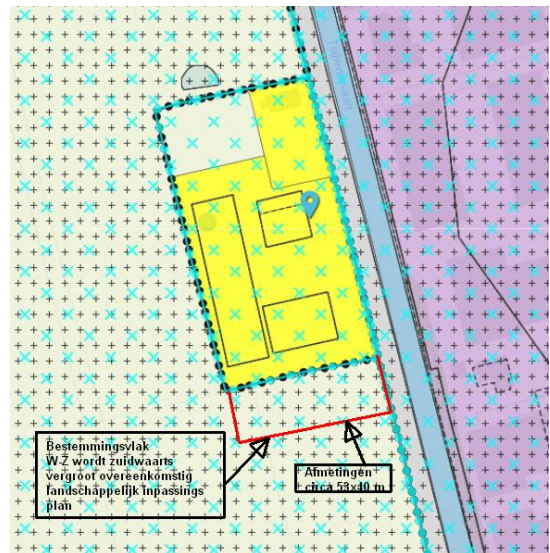 Bestemmingsvlak
W-Z wordt zuidwaarts
vergroot overeenkomstig
landschappelijk inpassings
plan
Afmetingen
circa 53x40 m